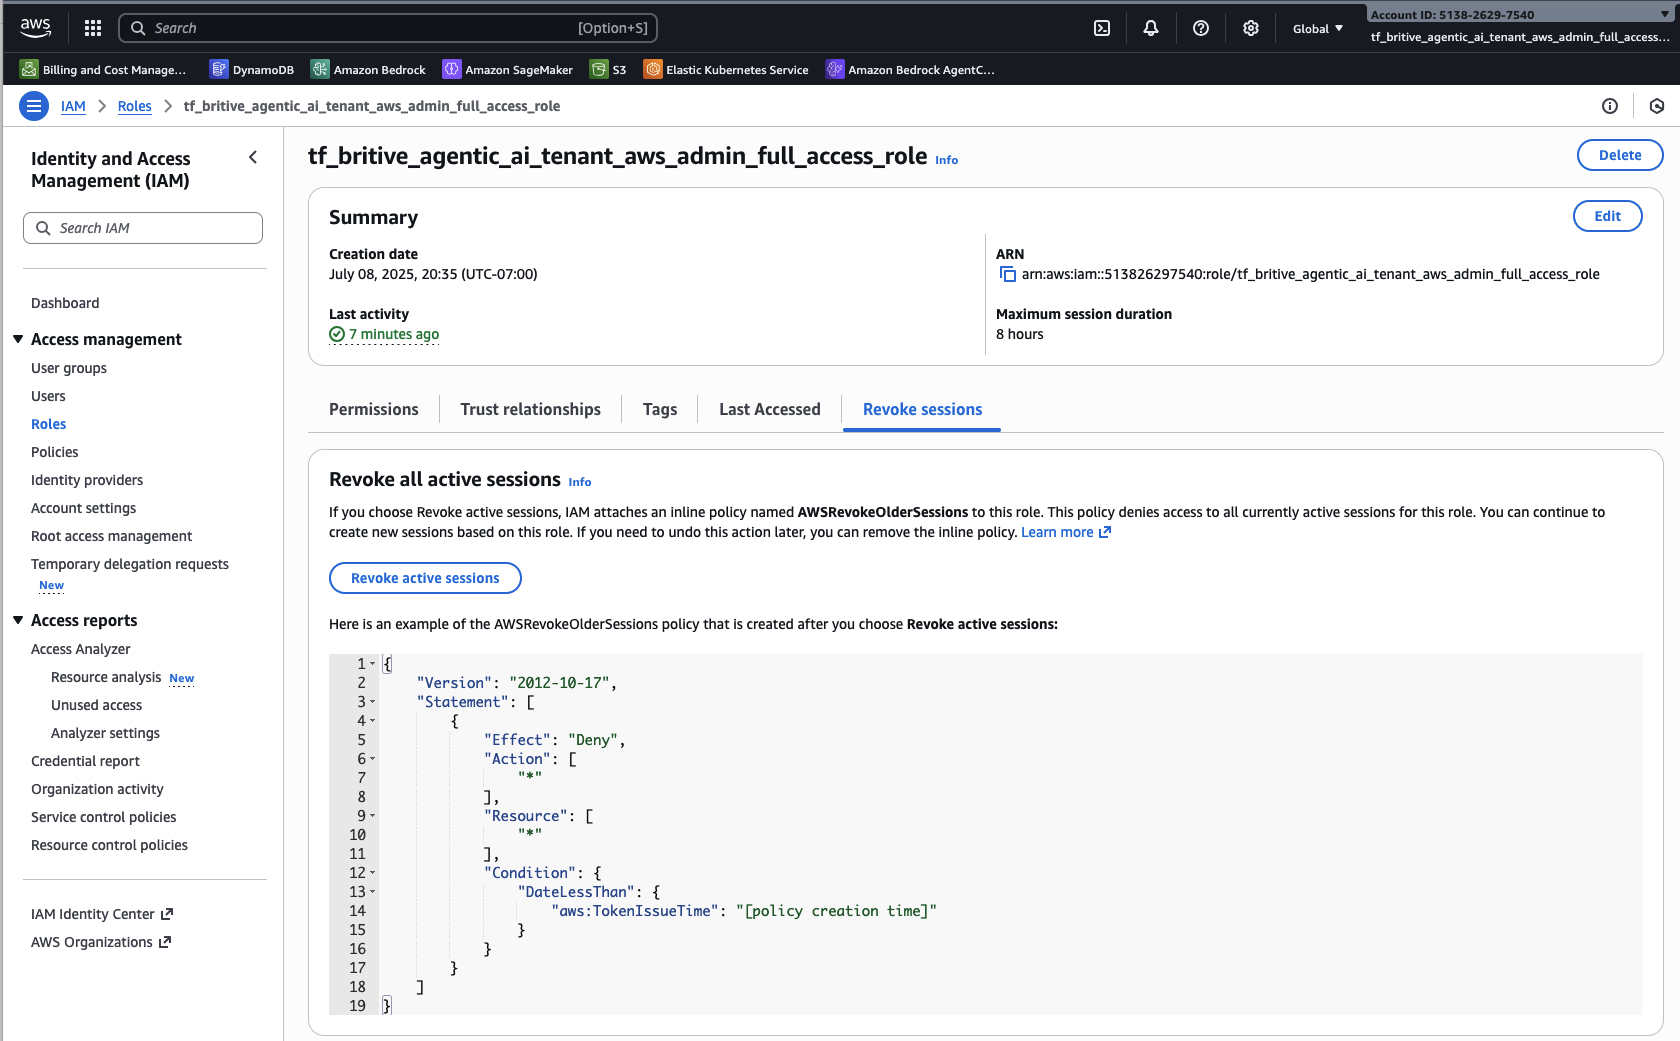 aws
Search [Option+S]
Global
Account ID: 5138-2629-7540
tf_britive_agentic_ai_tenant_aws_admin_full_access...
Billing and Cost Manage...
DynamoDB
Amazon Bedrock
Amazon SageMaker
S3
Elastic Kubernetes Service
Amazon Bedrock AgentC...
IAM > Roles > tf_britive_agentic_ai_tenant_aws_admin_full_access_role
Identity and Access
Management (IAM)
Search IAM
Dashboard
Access management
User groups
Users
Roles
Policies
Identity providers
Account settings
Root access management
Temporary delegation requests
New
Access reports
Access Analyzer
Resource analysis New
Unused access
Analyzer settings
Credential report
Organization activity
Service control policies
Resource control policies
IAM Identity Center
AWS Organizations
tf_britive_agentic_ai_tenant_aws_admin_full_access_role Info
Delete
Summary
Edit
Creation date
July 08, 2025, 20:35 (UTC-07:00)
Last activity
7 minutes ago
ARN
arn:aws:iam::513826297540:role/tf_britive_agentic_ai_tenant_aws_admin_full_access_role
Maximum session duration
8 hours
Permissions
Trust relationships
Tags
Last Accessed
Revoke sessions
Revoke all active sessions Info
If you choose Revoke active sessions, IAM attaches an inline policy named AWSRevokeOlderSessions to this role. This policy denies access to all currently active sessions for this role. You can continue to
create new sessions based on this role. If you need to undo this action later, you can remove the inline policy. Learn more
Revoke active sessions
Here is an example of the AWSRevokeOlderSessions policy that is created after you choose Revoke active sessions:
1 {
2 "Version": "2012-10-17",
3 "Statement": [
4 {
5 "Effect": "Deny",
6 "Action": [
7 "*"
8 ],
9 "Resource": [
10 "*"
11 ],
12 "Condition": {
13 "DateLessThan": {
14 "aws:TokenIssueTime": "[policy creation time]"
15 }
16 }
17 }
18 ]
19 }